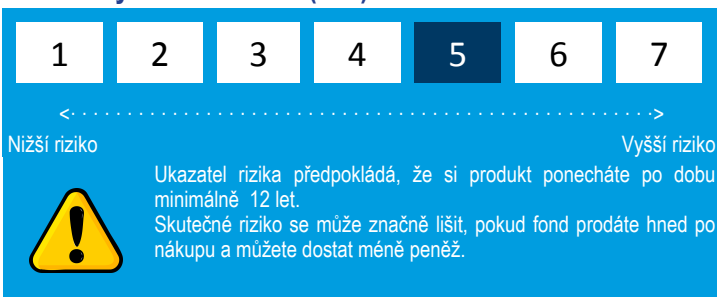 1 2 3 4 5 6 7
<· · · · · · · · · · · · · · · · · · · · · · · · · · · · · · · · · · · · · · · · · · · · · · · · · · · · · · · ·>
Nižší riziko Vyšší riziko
Ukazatel rizika předpokládá, že si produkt ponecháte po dobu
minimálně 12 let.
Skutečné riziko se může značně lišit, pokud fond prodáte hned po
nákupu a můžete dostat méně peněž.